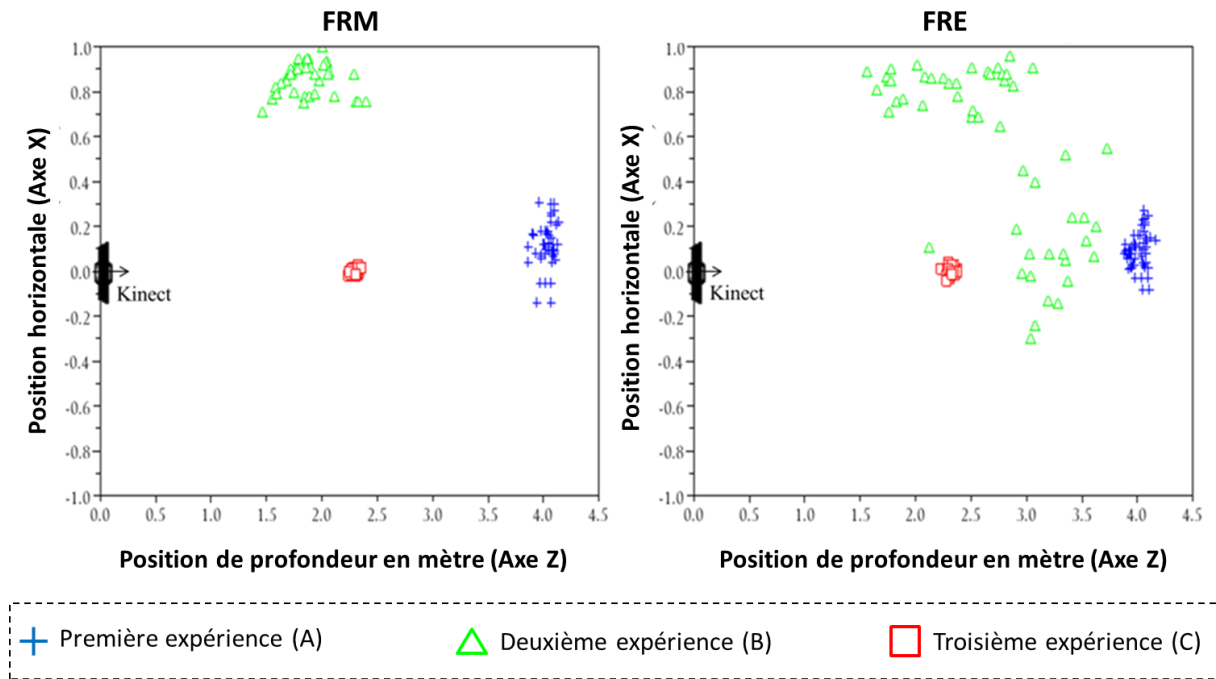 FRM
1.0
0.8
0.6
0.4
0.2
0.0
-0.2
-0.4
-0.6
-0.8
-1.0
Position horizontale (Axe X)
Kinect
0.0 0.5 1.0 1.5 2.0 2.5 3.0 3.5 4.0 4.5
Position de profondeur en mètre (Axe Z)
FRE
1.0
0.8
0.6
0.4
0.2
0.0
-0.2
-0.4
-0.6
-0.8
-1.0
Position horizontale (Axe X)
Kinect
0.0 0.5 1.0 1.5 2.0 2.5 3.0 3.5 4.0 4.5
Position de profondeur en mètre (Axe Z)
Première expérience (A)
Deuxième expérience (B)
Troisième expérience (C)